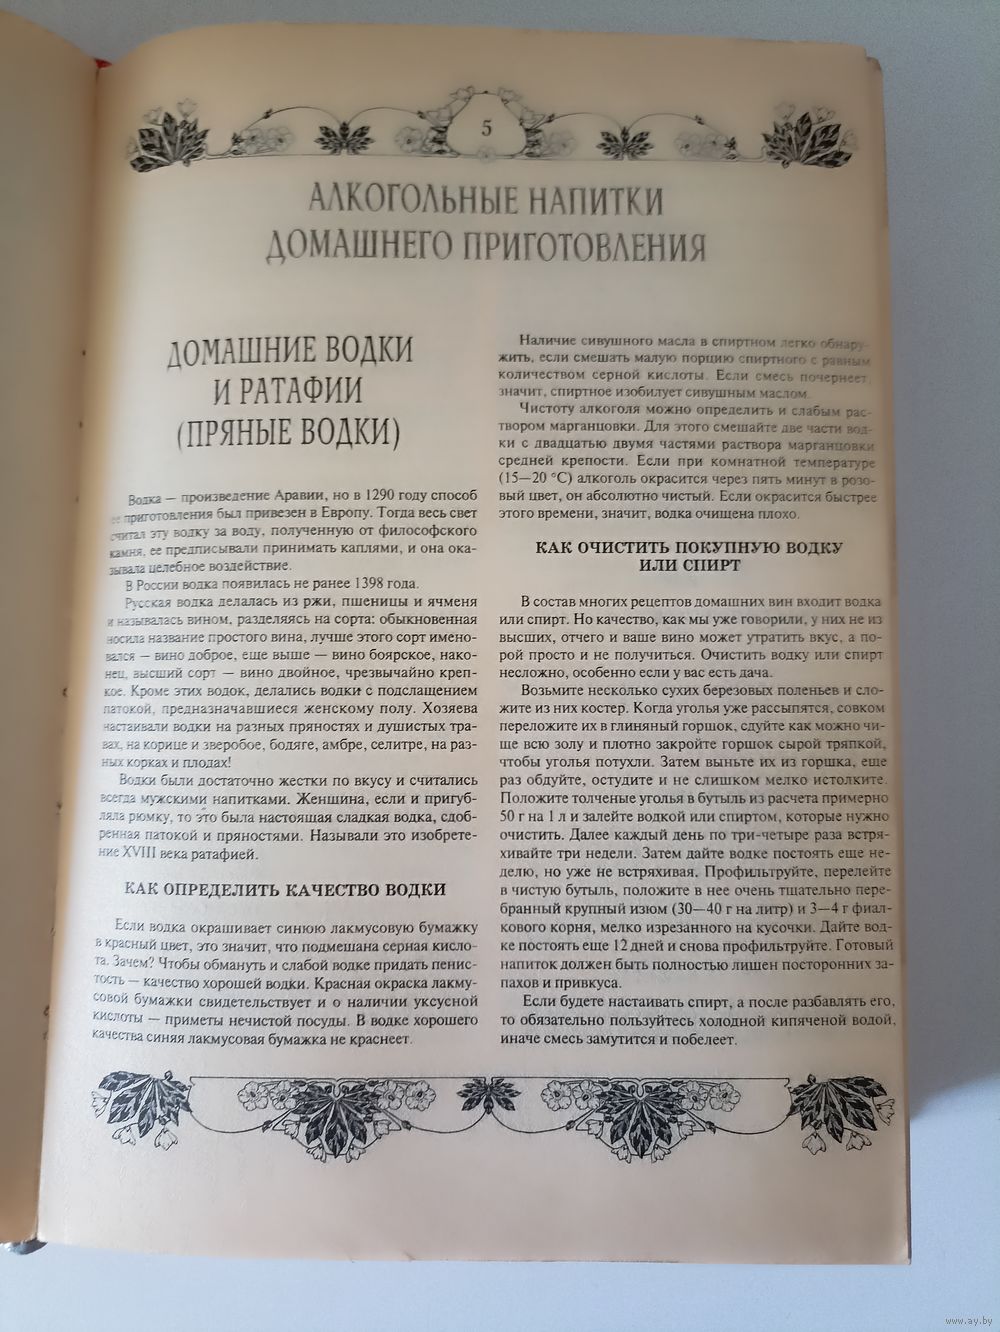 5
АЛКОГОЛЬНЫЕ НАПИТКИ
ДОМАШНЕГО ПРИГОТОВЛЕНИЯ
ДОМАШНИЕ ВОДКИ
И РАТАФИИ
(ПРЯНЫЕ ВОДКИ)
Водка — произведение Аравии, но в 1290 году способ
ее приготовления был привезен в Европу. Тогда весь свет
считал эту водку за воду, полученную от философского
камня, ее предписывали принимать каплями, и она ока-
зывала целебное воздействие.
В России водка появилась не ранее 1398 года.
Русская водка делалась из ржи, пшеницы и ячменя
и называлась вином, разделяясь на сорта: обыкновенная
носила название простого вина, лучше этого сорт имено-
вался — вино доброе, еще выше — вино боярское, нако-
нец, высший сорт — вино двойное, чрезвычайно креп-
кое. Кроме этих водок, делались водки с подслащением
патокой, предназначавшиеся женскому полу. Хозяева
настаивали водки на разных пряностях и душистых тра-
вах, на корице и зверобое, бодяге, амбре, селитре, на раз-
ных корках и плодах!
Водки были достаточно жестки по вкусу и считались
всегда мужскими напитками. Женщина, если и пригуб-
ляла рюмку, то это была настоящая сладкая водка, сдоб-
ренная патокой и пряностями. Называли это изобрете-
ние XVIII века ратафией.
КАК ОПРЕДЕЛИТЬ КАЧЕСТВО ВОДКИ
Если водка окрашивает синюю лакмусовую бумажку
в красный цвет, это значит, что подмешана серная кисло-
та. Зачем? Чтобы обмануть и слабой водке придать пенис-
тость — качество хорошей водки. Красная окраска лакму-
совой бумажки свидетельствует и о наличии уксусной
кислоты — приметы нечистой посуды. В водке хорошего
качества синяя лакмусовая бумажка не краснеет.
Наличие сивушного масла в спиртном легко обнару-
жить, если смешать малую порцию спиртного с равным
количеством серной кислоты. Если смесь почернеет,
значит, спиртное изобилует сивушным маслом.
Чистоту алкоголя можно определить и слабым рас-
твором марганцовки. Для этого смешайте две части вод-
ки с двадцатью двумя частями раствора марганцовки
средней крепости. Если при комнатной температуре
(15—20 °С) алкоголь окрасится через пять минут в розо-
вый цвет, он абсолютно чистый. Если окрасится быстрее
этого времени, значит, водка очищена плохо.
КАК ОЧИСТИТЬ ПОКУПНУЮ ВОДКУ
ИЛИ СПИРТ
В состав многих рецептов домашних вин входит водка
или спирт. Но качество, как мы уже говорили, у них не из
высших, отчего и ваше вино может утратить вкус, а по-
рой просто и не получиться. Очистить водку или спирт
несложно, особенно если у вас есть дача.
Возьмите несколько сухих березовых поленьев и сло-
жите из них костер. Когда уголья уже рассыпятся, совком
переложите их в глиняный горшок, сдуйте как можно чи-
ще всю золу и плотно закройте горшок сырой тряпкой,
чтобы уголья потухли. Затем выньте их из горшка, еще
раз обдуйте, остудите и не слишком мелко истолките.
Положите толченые уголья в бутыль из расчета примерно
50 г на 1 л и залейте водкой или спиртом, которые нужно
очистить. Далее каждый день по три-четыре раза встря-
хивайте три недели. Затем дайте водке постоять еще не-
делю, но уже не встряхивая. Профильтруйте, перелейте
в чистую бутыль, положите в нее очень тщательно пере-
бранный крупный изюм (30—40 г на литр) и 3—4 г фиал-
кового корня, мелко изрезанного на кусочки. Дайте вод-
ке постоять еще 12 дней и снова профильтруйте. Готовый
напиток должен быть полностью лишен посторонних за-
пахов и привкуса.
Если будете настаивать спирт, а после разбавлять его,
то обязательно пользуйтесь холодной кипяченой водой,
иначе смесь замутится и побелеет.
www.ay.by